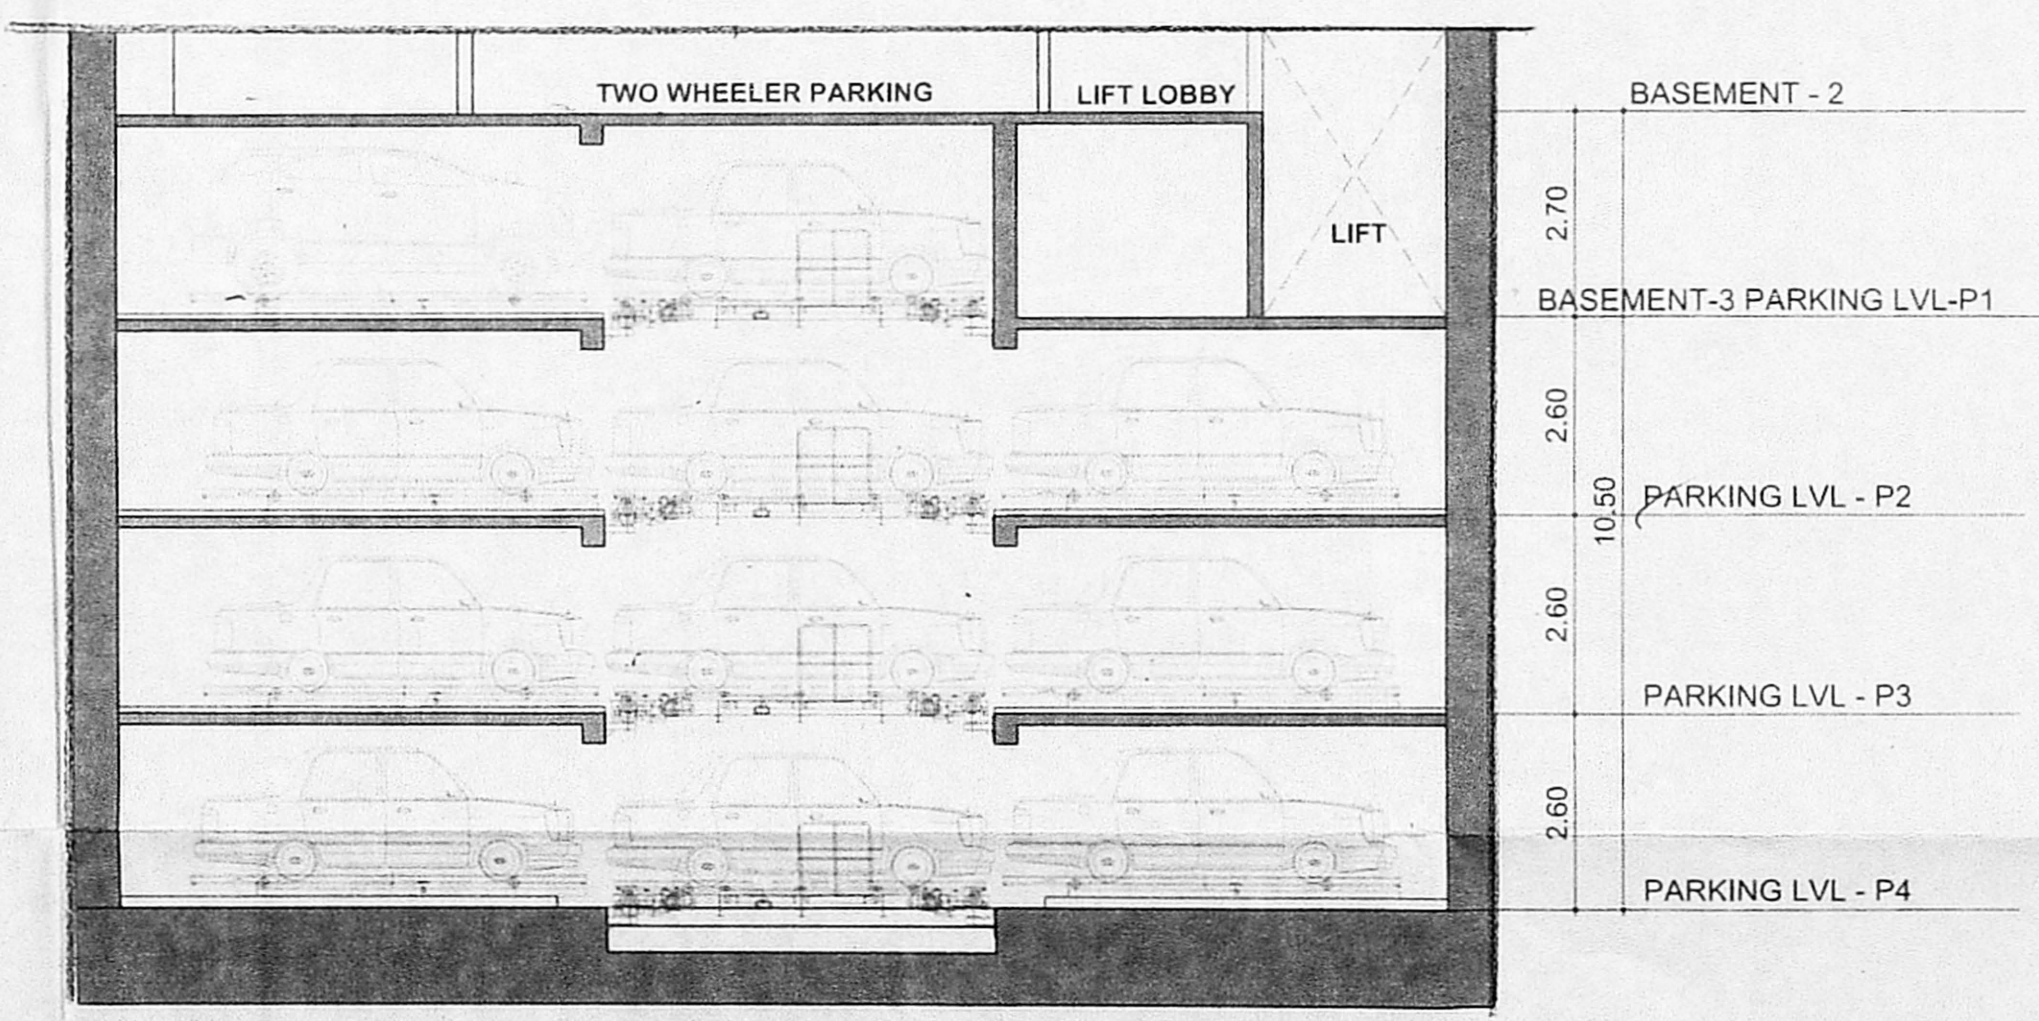 TWO WHEELER PARKING
LIFT LOBBY
BASEMENT - 2
2.70
LIFT
BASEMENT-3 PARKING LVL-P1
2.60
PARKING LVL - P2
10.50
2.60
PARKING LVL - P3
2.60
PARKING LVL - P4